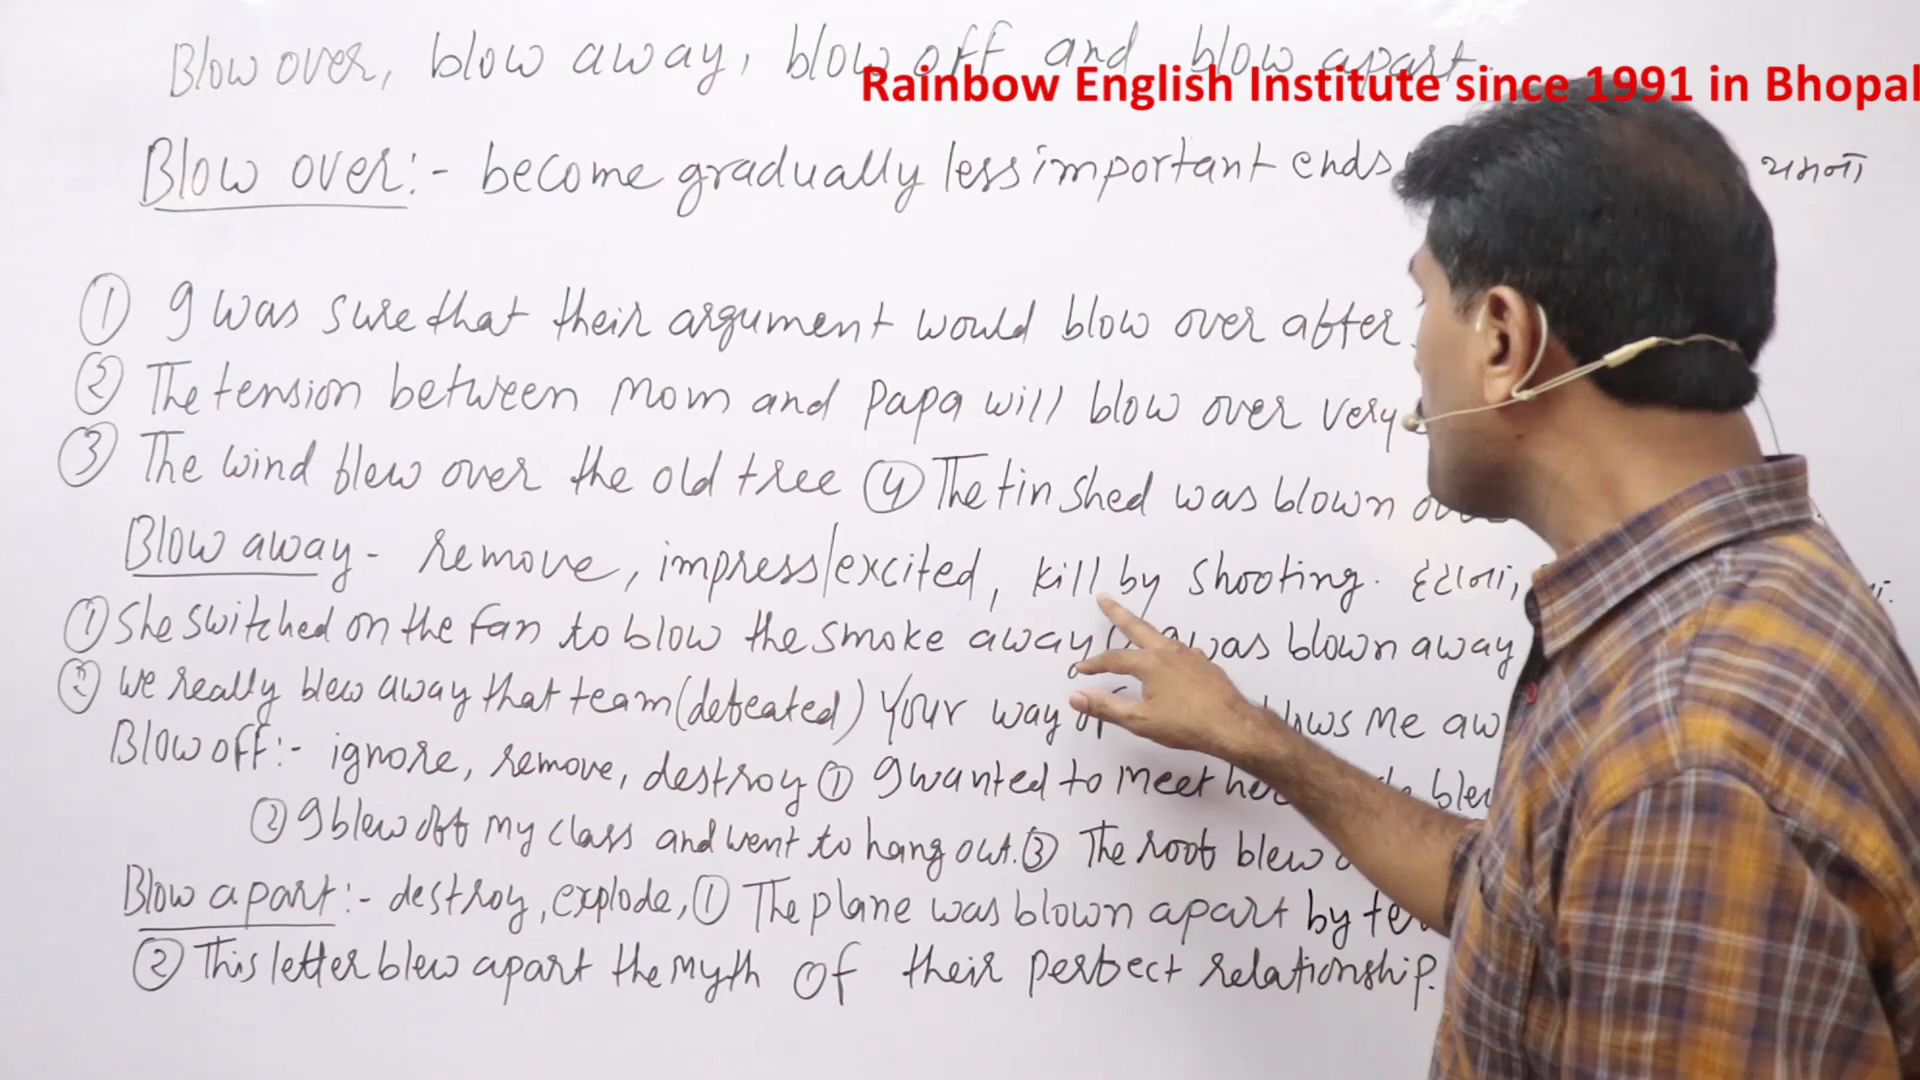 Blow over, blow away, blow off and blow apart.
Rainbow English Institute since 1991 in Bhopal
Blow over:- become gradually less important ends थमना
① I was sure that their argument would blow over after
② The tension between Mom and Papa will blow over very
③ The wind blew over the old tree ④ The tin shed was blown
Blow away - remove, impress/excited, kill by shooting. हटाना,
① She switched on the fan to blow the smoke away was blown away
② We really blew away that team (defeated) Your way me
Blow off:- ignore, remove, destroy ① I wanted to meet
② I blew off my class and went to hang out. ③ The roof blew
Blow apart:- destroy, explode, ① The plane was blown apart by
② This letter blew apart the myth of their perfect relationship.